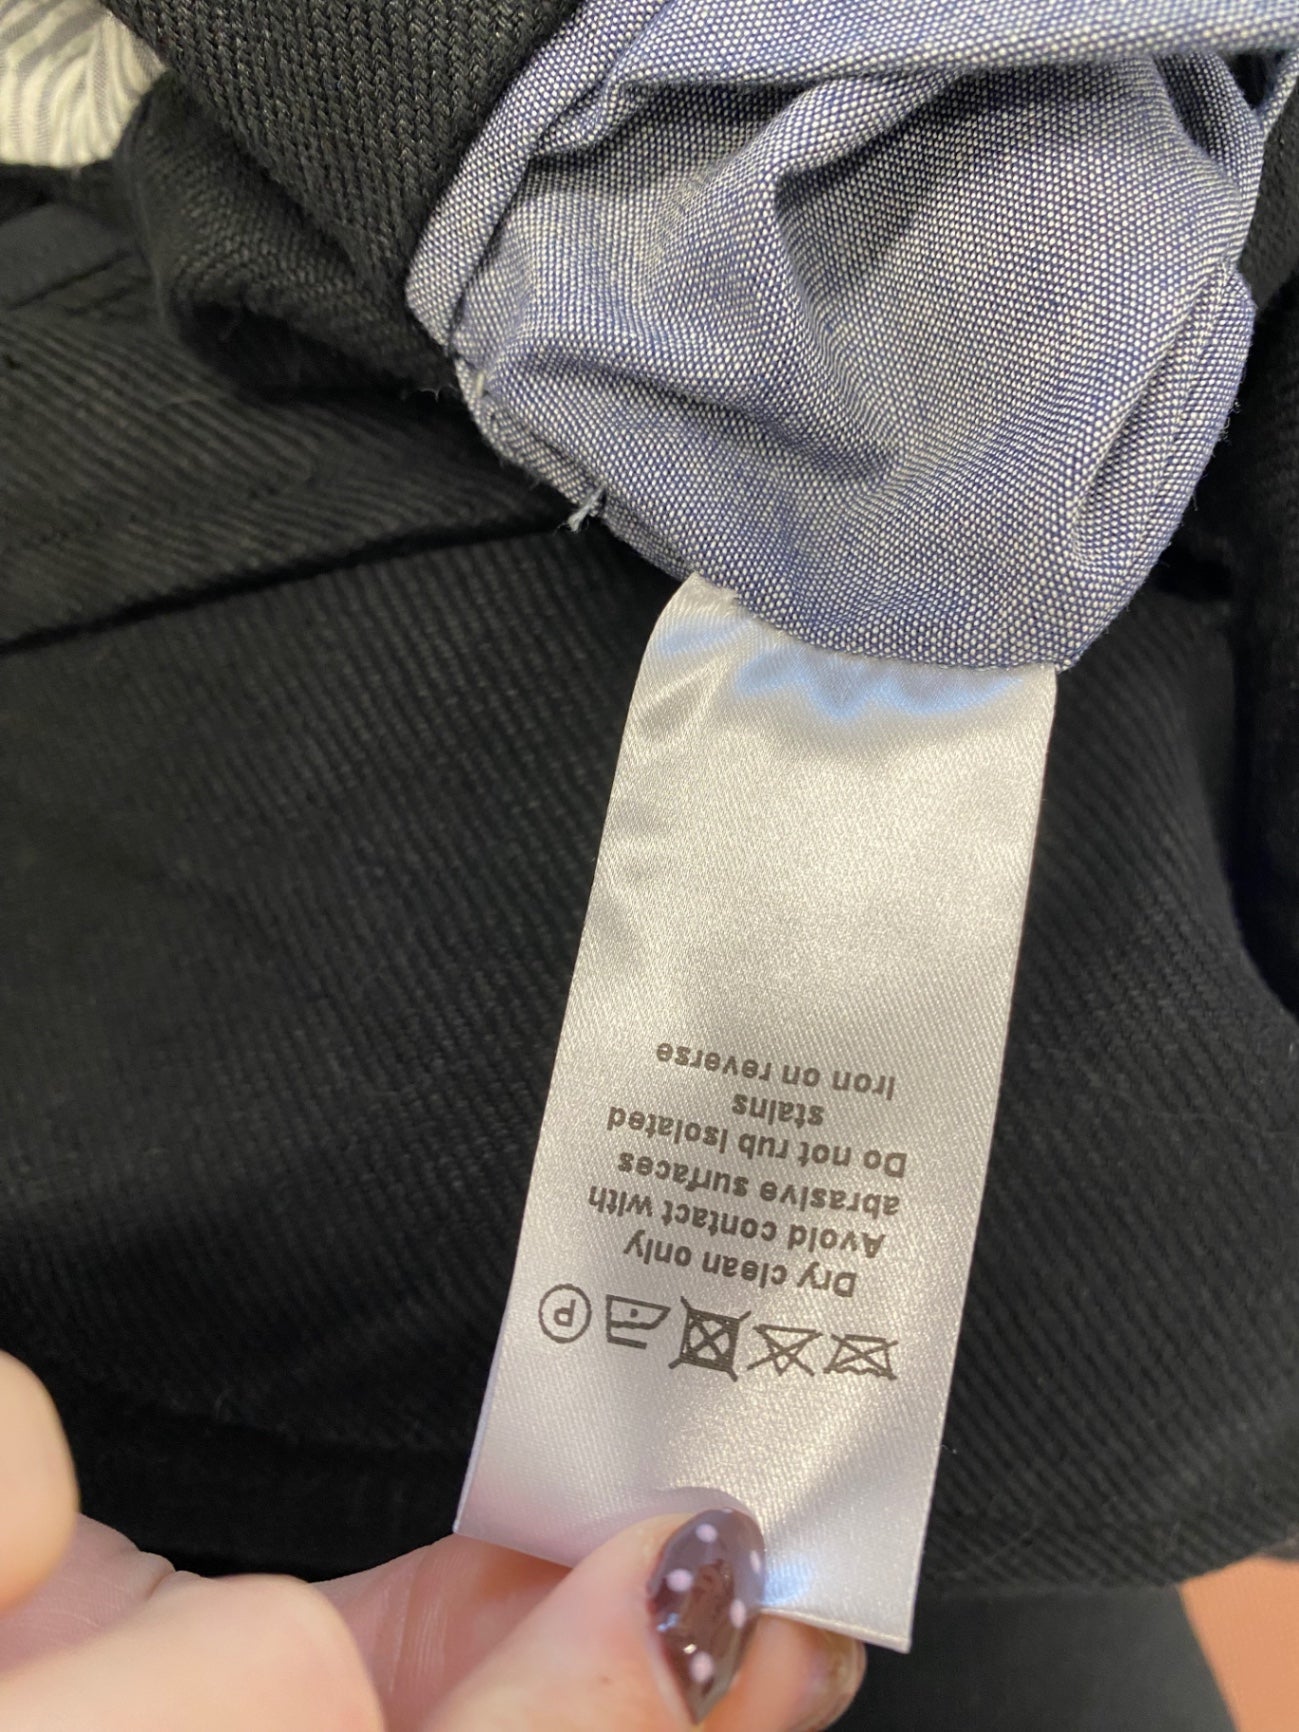 P
Dry clean only
Avoid contact with
abrasive surfaces
Do not rub isolated
stains
Iron on reverse